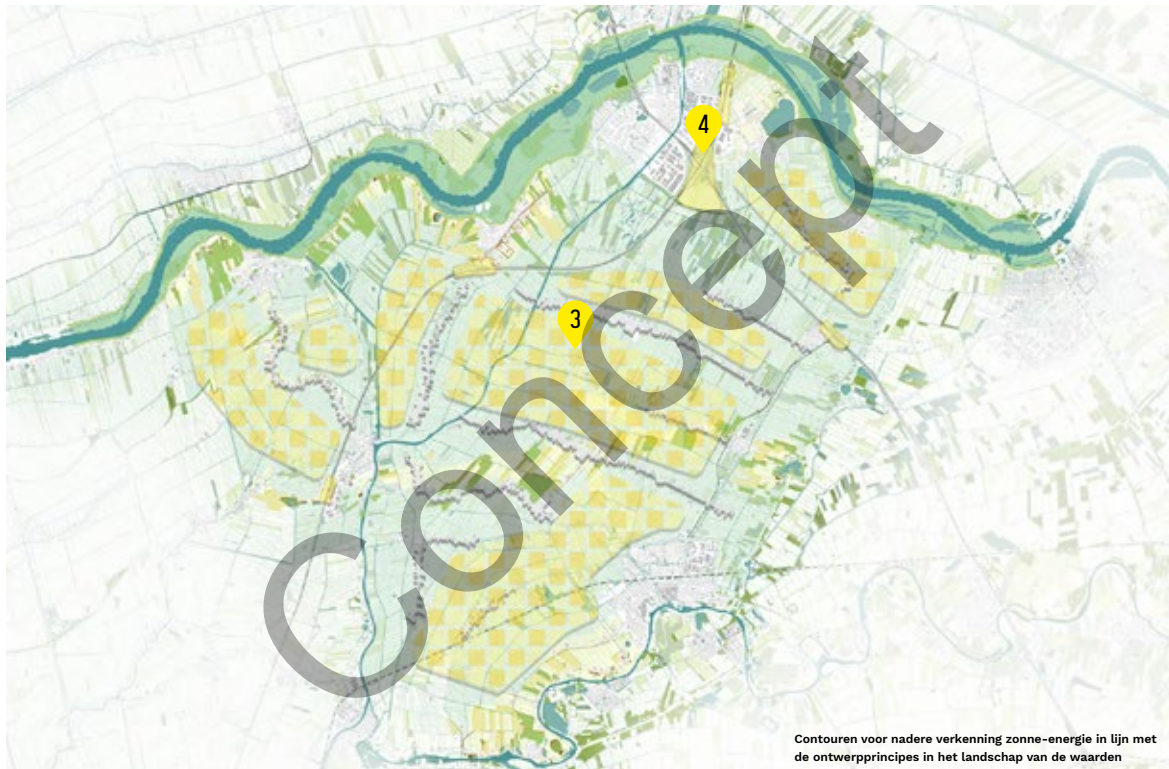 4
3
Concept
Contouren voor nadere verkenning zonne-energie in lijn met
de ontwerpprincipes in het landschap van de waarden